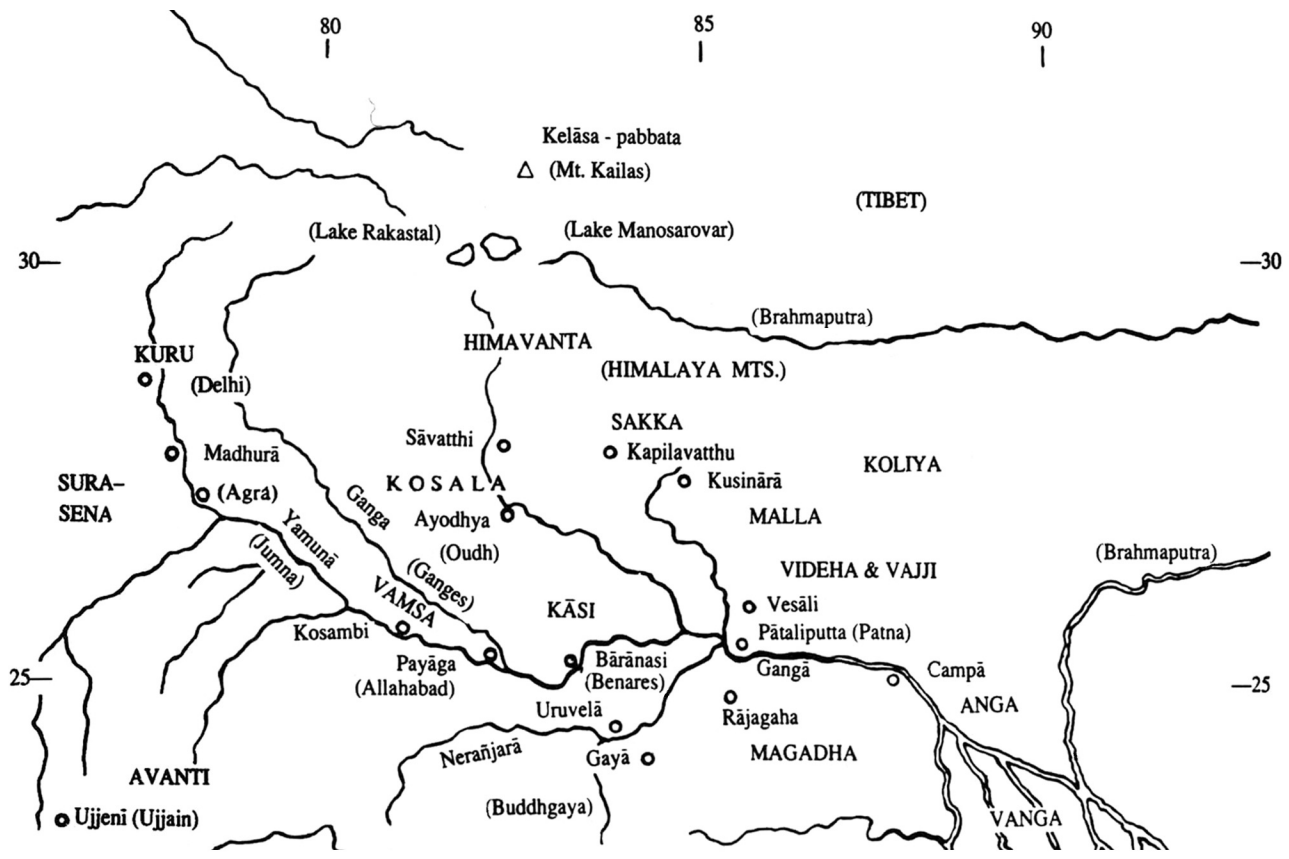 80
85
90
Kelāsa - pabbata
(Mt. Kailas)
(TIBET)
(Lake Rakastal)
(Lake Manosarovar)
30
30
(Brahmaputra)
HIMAVANTA
KURU
(HIMALAYA MTS.)
(Delhi)
SAKKA
Sāvatthi
Kapilavatthu
Madhurā
KOLIYA
SURA–
SENA
KOSALA
Kusinārā
(Agra)
Ganga
(Ganges)
Ayodhya
(Oudh)
MALLA
Yamunā
(Jumna)
(Brahmaputra)
VIDEHA & VAJJI
VAMSA
KĀSI
Vesāli
Kosambi
Pātaliputta (Patna)
Payāga
(Allahabad)
Bārānasi
(Benares)
Gangā
Campā
25
25
Uruvelā
Rājagaha
ANGA
Nerañjarā
Gayā
MAGADHA
AVANTI
(Buddhgaya)
Ujjenī (Ujjain)
VANGA